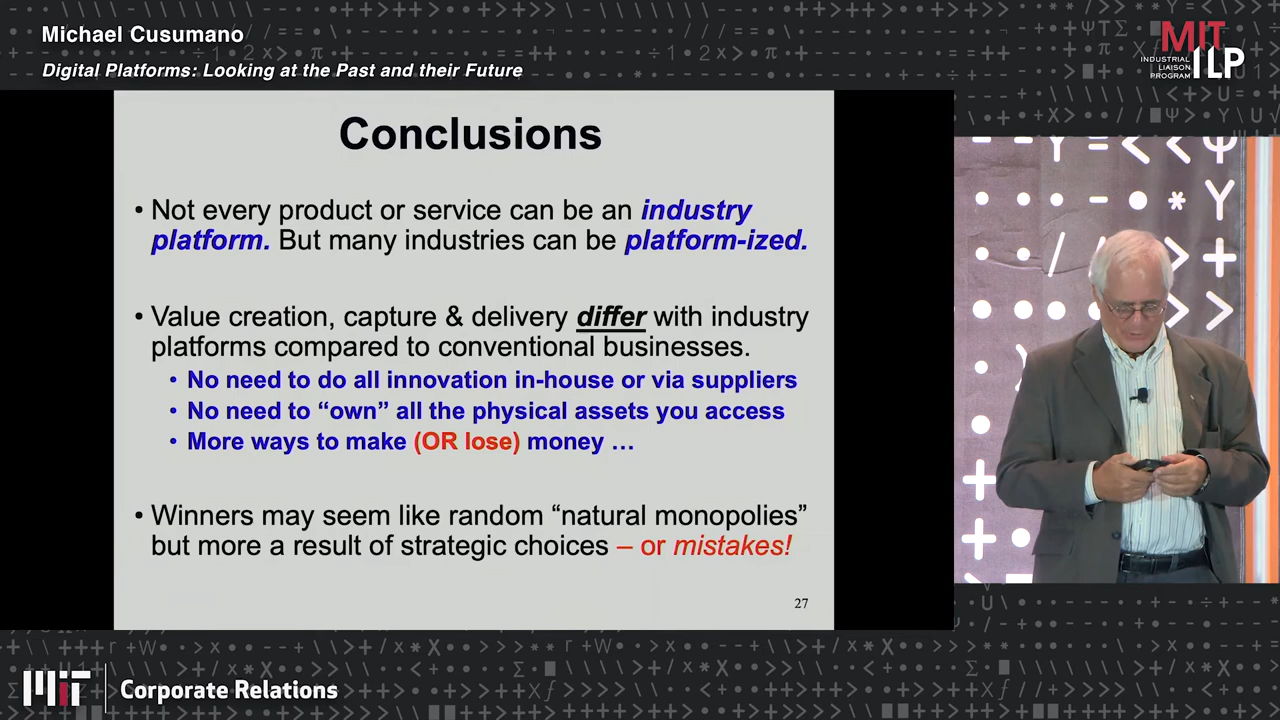 Michael Cusumano
Digital Platforms: Looking at the Past and their Future
MIT
INDUSTRIAL
LIAISON
PROGRAM
ILP
Conclusions
• Not every product or service can be an industry
platform. But many industries can be platform-ized.
• Value creation, capture & delivery differ with industry
platforms compared to conventional businesses.
• No need to do all innovation in-house or via suppliers
• No need to “own” all the physical assets you access
• More ways to make (OR lose) money …
• Winners may seem like random “natural monopolies”
but more a result of strategic choices – or mistakes!
27
MIT
Corporate Relations